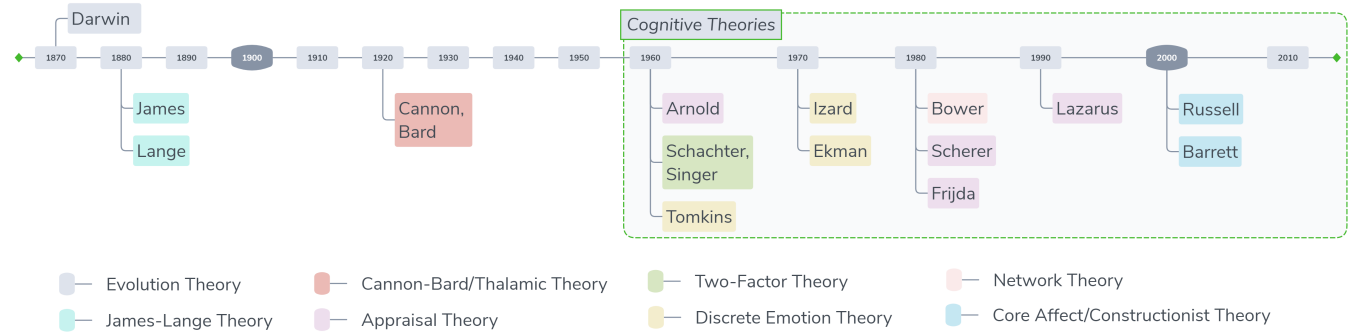 Darwin
Cognitive Theories
1870 1880 1890 1900 1910 1920 1930 1940 1950 1960 1970 1980 1990 2000 2010
James
Lange
Cannon,
Bard
Arnold
Schachter,
Singer
Tomkins
Izard
Ekman
Bower
Scherer
Frijda
Lazarus
Russell
Barrett
Evolution Theory
James-Lange Theory
Cannon-Bard/Thalamic Theory
Appraisal Theory
Two-Factor Theory
Discrete Emotion Theory
Network Theory
Core Affect/Constructionist Theory